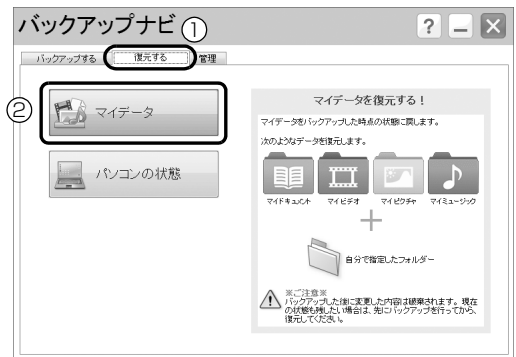 バックアップナビ
①
? － ×
バックアップする 復元する 管理
②
マイデータ
パソコンの状態
マイデータを復元する！
マイデータをバックアップした時点の状態に戻します。
次のようなデータを復元します。
マイドキュメント マイビデオ マイピクチャ マイミュージック
＋
自分で指定したフォルダー
※ご注意※
バックアップした後に変更した内容は破棄されます。現在
の状態も残したい場合は、先にバックアップを行ってから、
復元してください。